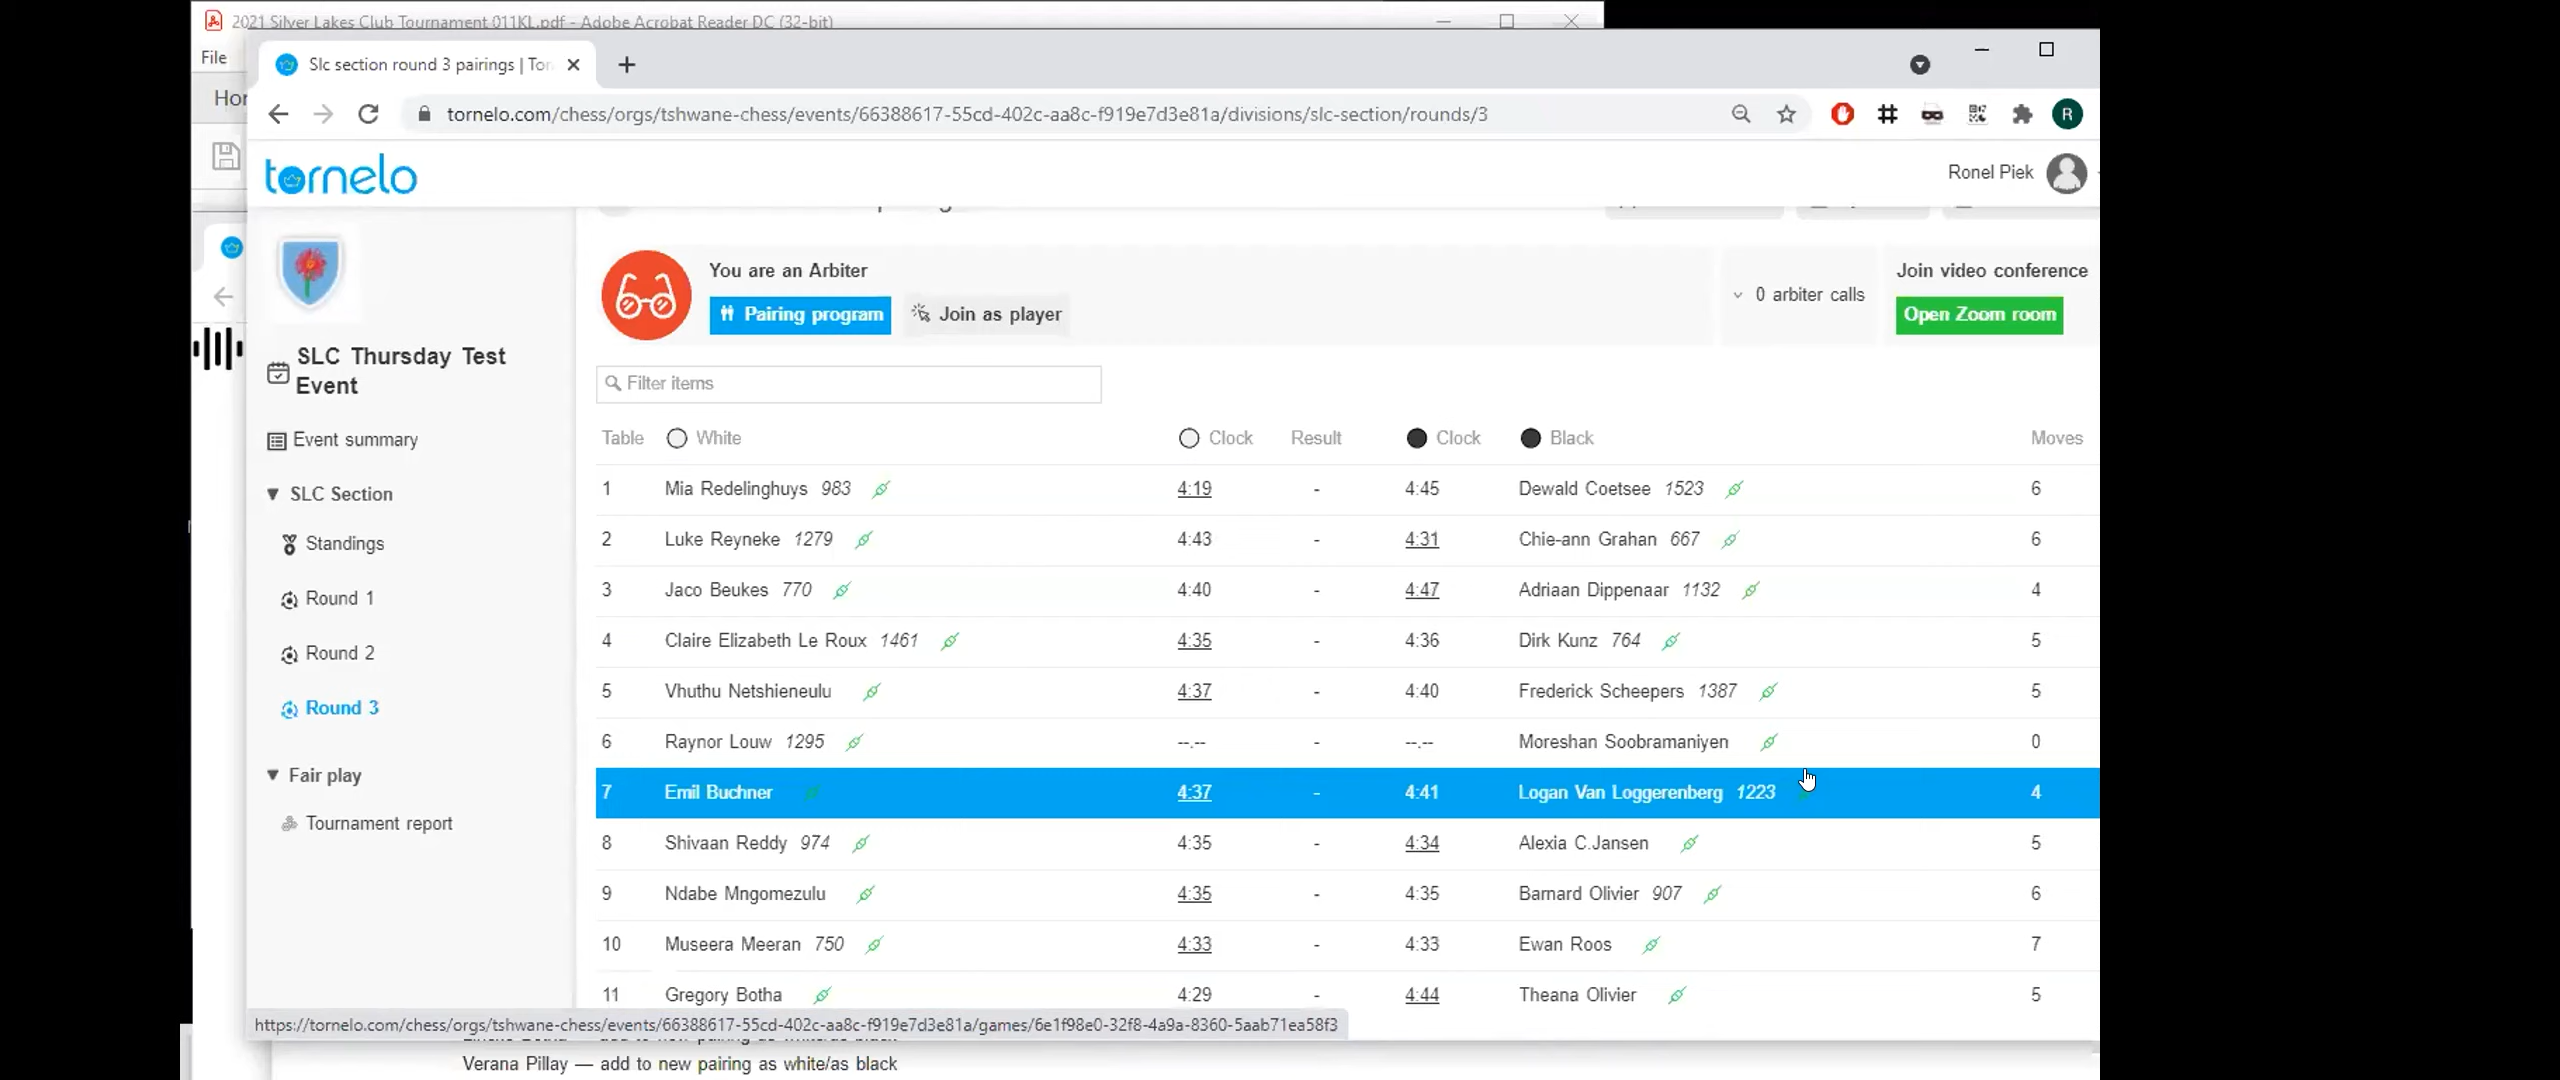 2021 Silver Lakes Club Tournament 011KL.pdf - Adobe Acrobat Reader DC (32-bit)
File
Slc section round 3 pairings | Tor
tornelo.com/chess/orgs/tshwane-chess/events/66388617-55cd-402c-aa8c-f919e7d3e81a/divisions/slc-section/rounds/3
R
tornelo
Ronel Piek
You are an Arbiter
Pairing program
Join as player
0 arbiter calls
Join video conference
Open Zoom room
SLC Thursday Test
Event
Event summary
SLC Section
Standings
Round 1
Round 2
Round 3
Fair play
Tournament report
Filter items
Table White Clock Result Clock Black Moves
1 Mia Redelinghuys 983 4:19 - 4:45 Dewald Coetsee 1523 6
2 Luke Reyneke 1279 4:43 - 4:31 Chie-ann Grahan 667 6
3 Jaco Beukes 770 4:40 - 4:47 Adriaan Dippenaar 1132 4
4 Claire Elizabeth Le Roux 1461 4:35 - 4:36 Dirk Kunz 764 5
5 Vhuthu Netshieneulu 4:37 - 4:40 Frederick Scheepers 1387 5
6 Raynor Louw 1295 --.-- - --.-- Moreshan Soobramaniyen 0
7 Emil Buchner 4:37 - 4:41 Logan Van Loggerenberg 1223 4
8 Shivaan Reddy 974 4:35 - 4:34 Alexia C.Jansen 5
9 Ndabe Mngomezulu 4:35 - 4:35 Barnard Olivier 907 6
10 Museera Meeran 750 4:33 - 4:33 Ewan Roos 7
11 Gregory Botha 4:29 - 4:44 Theana Olivier 5
https://tornelo.com/chess/orgs/tshwane-chess/events/66388617-55cd-402c-aa8c-f919e7d3e81a/games/6e1f98e0-32f8-4a9a-8360-5aab71ea58f3
Verana Pillay — add to new pairing as white/as black